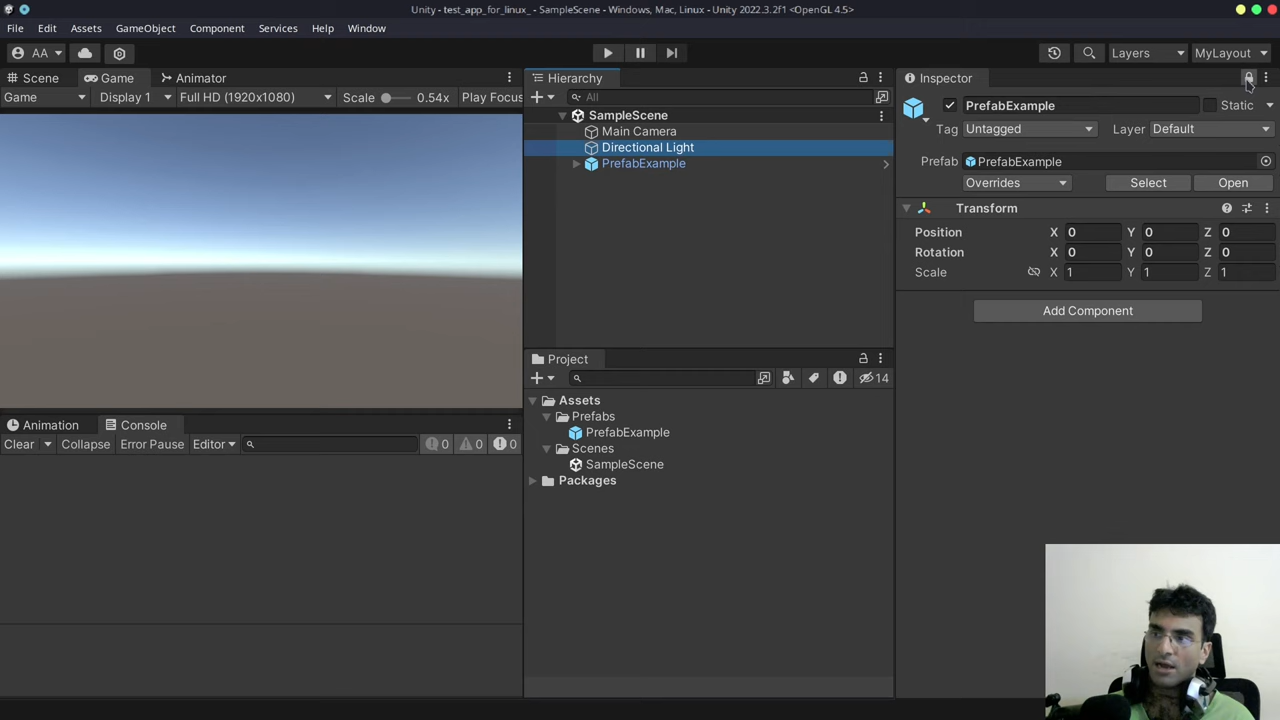 Unity - test_app_for_linux_ - SampleScene - Windows, Mac, Linux - Unity 2022.3.2f1 <OpenGL 4.5>
File Edit Assets GameObject Component Services Help Window
AA Layers MyLayout
Scene Game Animator
Game Display 1 Full HD (1920x1080) Scale 0.54x Play Focus
Hierarchy
All
SampleScene
Main Camera
Directional Light
PrefabExample
Inspector
PrefabExample Static
Tag Untagged Layer Default
Prefab PrefabExample
Overrides Select Open
Transform
Position X 0 Y 0 Z 0
Rotation X 0 Y 0 Z 0
Scale X 1 Y 1 Z 1
Add Component
Project
14
Assets
Prefabs
PrefabExample
Scenes
SampleScene
Packages
Animation Console
Clear Collapse Error Pause Editor 0 0 0